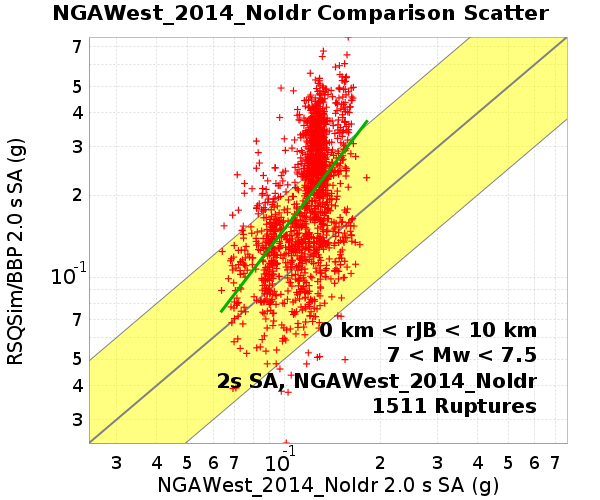 NGAWest_2014_NoIdr Comparison Scatter
RSQSim/BBP 2.0 s SA (g)
7
5
4
3
2
10-1
7
5
4
3
0 km < rJB < 10 km
7 < Mw < 7.5
2s SA, NGAWest_2014_NoIdr
1511 Ruptures
3 4 5 6 7 10-1 2 3 4 5 6 7
NGAWest_2014_NoIdr 2.0 s SA (g)